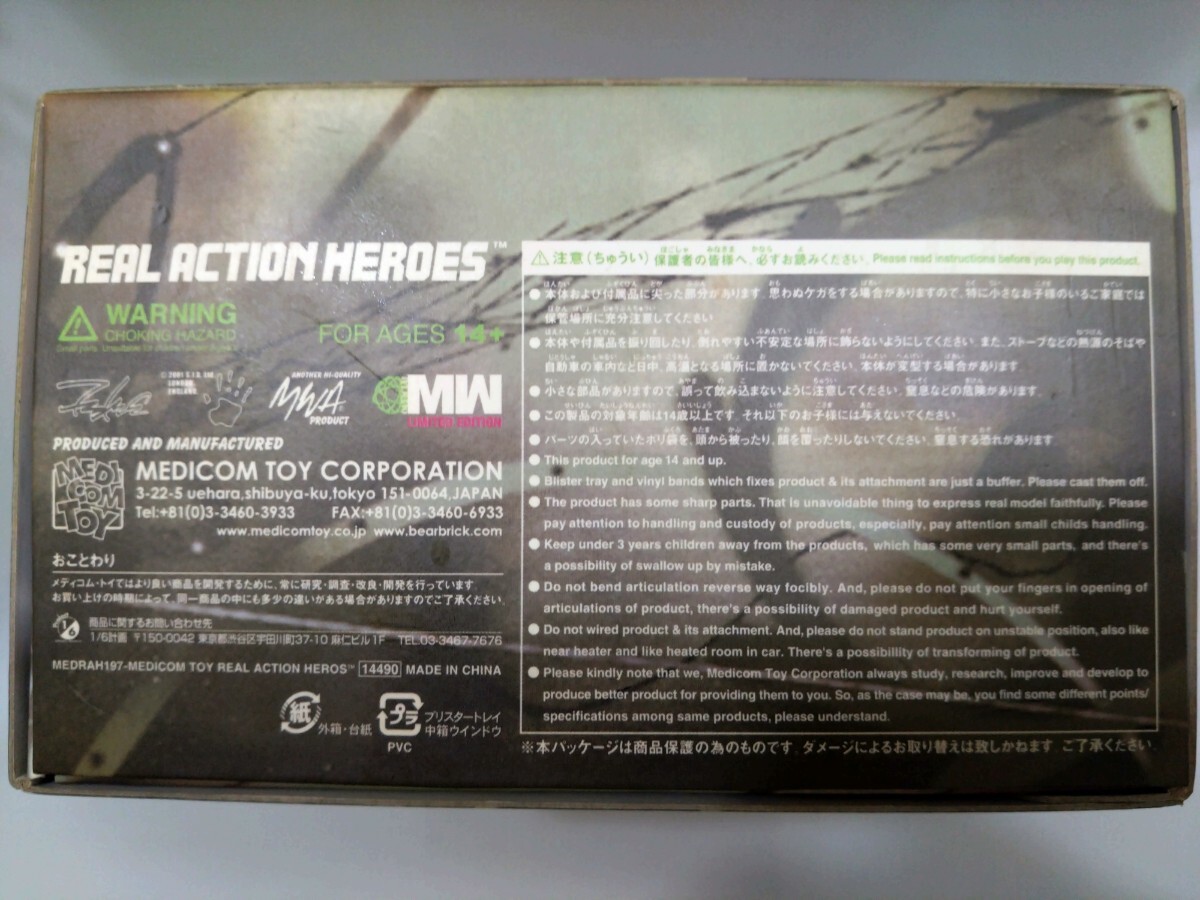 REAL ACTION HEROES™
WARNING
CHOKING HAZARD
Small parts.
FOR AGES 14+
ANOTHER HI-QUALITY
MWA®
PRODUCT
MW
LIMITED EDITION
PRODUCED AND MANUFACTURED
MEDI
COM
TOY
MEDICOM TOY CORPORATION
3-22-5 uehara,shibuya-ku,tokyo 151-0064,JAPAN
Tel:+81(0)3-3460-3933 FAX:+81(0)3-3460-6933
www.medicomtoy.co.jp www.bearbrick.com
おことわり
メディコム・トイではより良い商品を開発するために、常に研究・調査・改良・開発を行っています.
お買い上げの時期によって、同一商品の中にも多少の違いがある場合がありますのでご了承ください.
1/6
商品に関するお問い合わせ先
1/6計画 〒150-0042 東京都渋谷区宇田川町37-10 麻仁ビル1F TEL.03-3467-7676
MEDRAH197-MEDICOM TOY REAL ACTION HEROS™ 14490 MADE IN CHINA
紙
外箱・台紙
プラ
PVC
ブリスタートレイ
中箱ウインドウ
⚠注意(ちゅうい) 保護者の皆様へ、必ずお読みください. Please read instructions before you play this product.
●本体および付属品に尖った部分があります. 思わぬケガをする場合がありますので、特に小さなお子様のいるご家庭では
保管場所に充分注意してください.
●本体や付属品を振り回したり、倒れやすい不安定な場所に飾らないようにしてください. また、ストーブなどの熱源のそばや
自動車の車内など日中、高温となる場所に置かないでください. 本体が変型する場合があります.
●小さな部品がありますので、誤って飲み込まないように注意してください. 窒息などの危険があります.
●この製品の対象年齢は14歳以上です. それ以下のお子様には与えないでください.
●パーツの入っていたポリ袋を、頭から被ったり、顔を覆ったりしないでください. 窒息する恐れがあります.
●This product for age 14 and up.
●Blister tray and vinyl bands which fixes product & its attachment are just a buffer. Please cast them off.
●The product has some sharp parts. That is unavoidable thing to express real model faithfully. Please
pay attention to handling and custody of products, especially, pay attention small childs handling.
●Keep under 3 years children away from the products, which has some very small parts, and there's
a possibility of swallow up by mistake.
●Do not bend articulation reverse way focibly. And, please do not put your fingers in opening of
articulations of product, there's a possibility of damaged product and hurt yourself.
●Do not wired product & its attachment. And, please do not stand product on unstable position, also like
near heater and like heated room in car. There's a possibility of transforming of product.
●Please kindly note that we, Medicom Toy Corporation always study, research, improve and develop to
produce better product for providing them to you. So, as the case may be, you find some different points/
specifications among same products, please understand.
※本パッケージは商品保護の為のものです. ダメージによるお取り替えは致しかねます. ご了承ください.